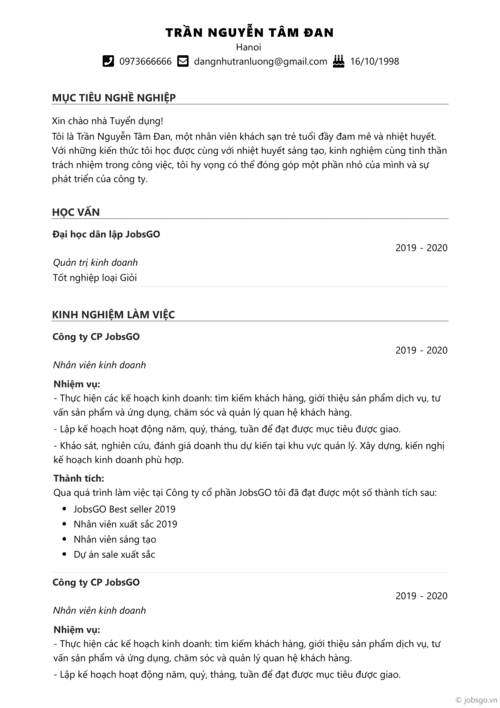 TRẦN NGUYỄN TÂM ĐAN
Hanoi
0973666666 dangnhutranluong@gmail.com 16/10/1998
MỤC TIÊU NGHỀ NGHIỆP
Xin chào nhà Tuyển dụng!
Tôi là Trần Nguyễn Tâm Đan, một nhân viên khách sạn trẻ tuổi đầy đam mê và nhiệt huyết.
Với những kiến thức tôi học được cùng với nhiệt huyết sáng tạo, kinh nghiệm cùng tinh thần
trách nhiệm trong công việc, tôi hy vọng có thể đóng góp một phần nhỏ của mình và sự
phát triển của công ty.
HỌC VẤN
Đại học dân lập JobsGO
2019 - 2020
Quản trị kinh doanh
Tốt nghiệp loại Giỏi
KINH NGHIỆM LÀM VIỆC
Công ty CP JobsGO
2019 - 2020
Nhân viên kinh doanh
Nhiệm vụ:
- Thực hiện các kế hoạch kinh doanh: tìm kiếm khách hàng, giới thiệu sản phẩm dịch vụ, tư
vấn sản phẩm và ứng dụng, chăm sóc và quản lý quan hệ khách hàng.
- Lập kế hoạch hoạt động năm, quý, tháng, tuần để đạt được mục tiêu được giao.
- Khảo sát, nghiên cứu, đánh giá doanh thu dự kiến tại khu vực quản lý. Xây dựng, kiến nghị
kế hoạch kinh doanh phù hợp.
Thành tích:
Qua quá trình làm việc tại Công ty cổ phần JobsGO tôi đã đạt được một số thành tích sau:
• JobsGO Best seller 2019
• Nhân viên xuất sắc 2019
• Nhân viên sáng tạo
• Dự án sale xuất sắc
Công ty CP JobsGO
2019 - 2020
Nhân viên kinh doanh
Nhiệm vụ:
- Thực hiện các kế hoạch kinh doanh: tìm kiếm khách hàng, giới thiệu sản phẩm dịch vụ, tư
vấn sản phẩm và ứng dụng, chăm sóc và quản lý quan hệ khách hàng.
- Lập kế hoạch hoạt động năm, quý, tháng, tuần để đạt được mục tiêu được giao.
© jobsgo.vn